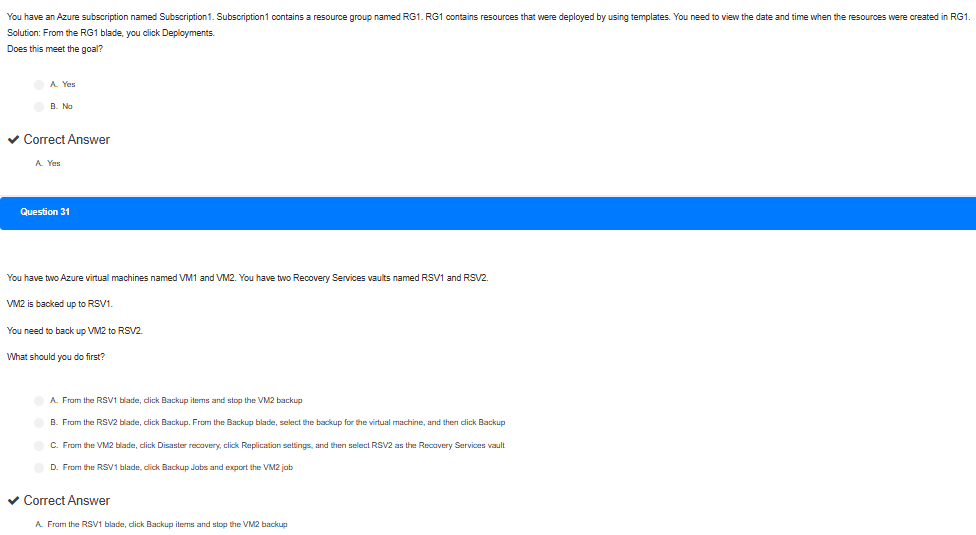 You have an Azure subscription named Subscription1. Subscription1 contains a resource group named RG1. RG1 contains resources that were deployed by using templates. You need to view the date and time when the resources were created in RG1.
Solution: From the RG1 blade, you click Deployments.
Does this meet the goal?
A. Yes
B. No
✔ Correct Answer
A. Yes
Question 31
You have two Azure virtual machines named VM1 and VM2. You have two Recovery Services vaults named RSV1 and RSV2.
VM2 is backed up to RSV1.
You need to back up VM2 to RSV2.
What should you do first?
A. From the RSV1 blade, click Backup items and stop the VM2 backup
B. From the RSV2 blade, click Backup. From the Backup blade, select the backup for the virtual machine, and then click Backup
C. From the VM2 blade, click Disaster recovery, click Replication settings, and then select RSV2 as the Recovery Services vault
D. From the RSV1 blade, click Backup Jobs and export the VM2 job
✔ Correct Answer
A. From the RSV1 blade, click Backup items and stop the VM2 backup